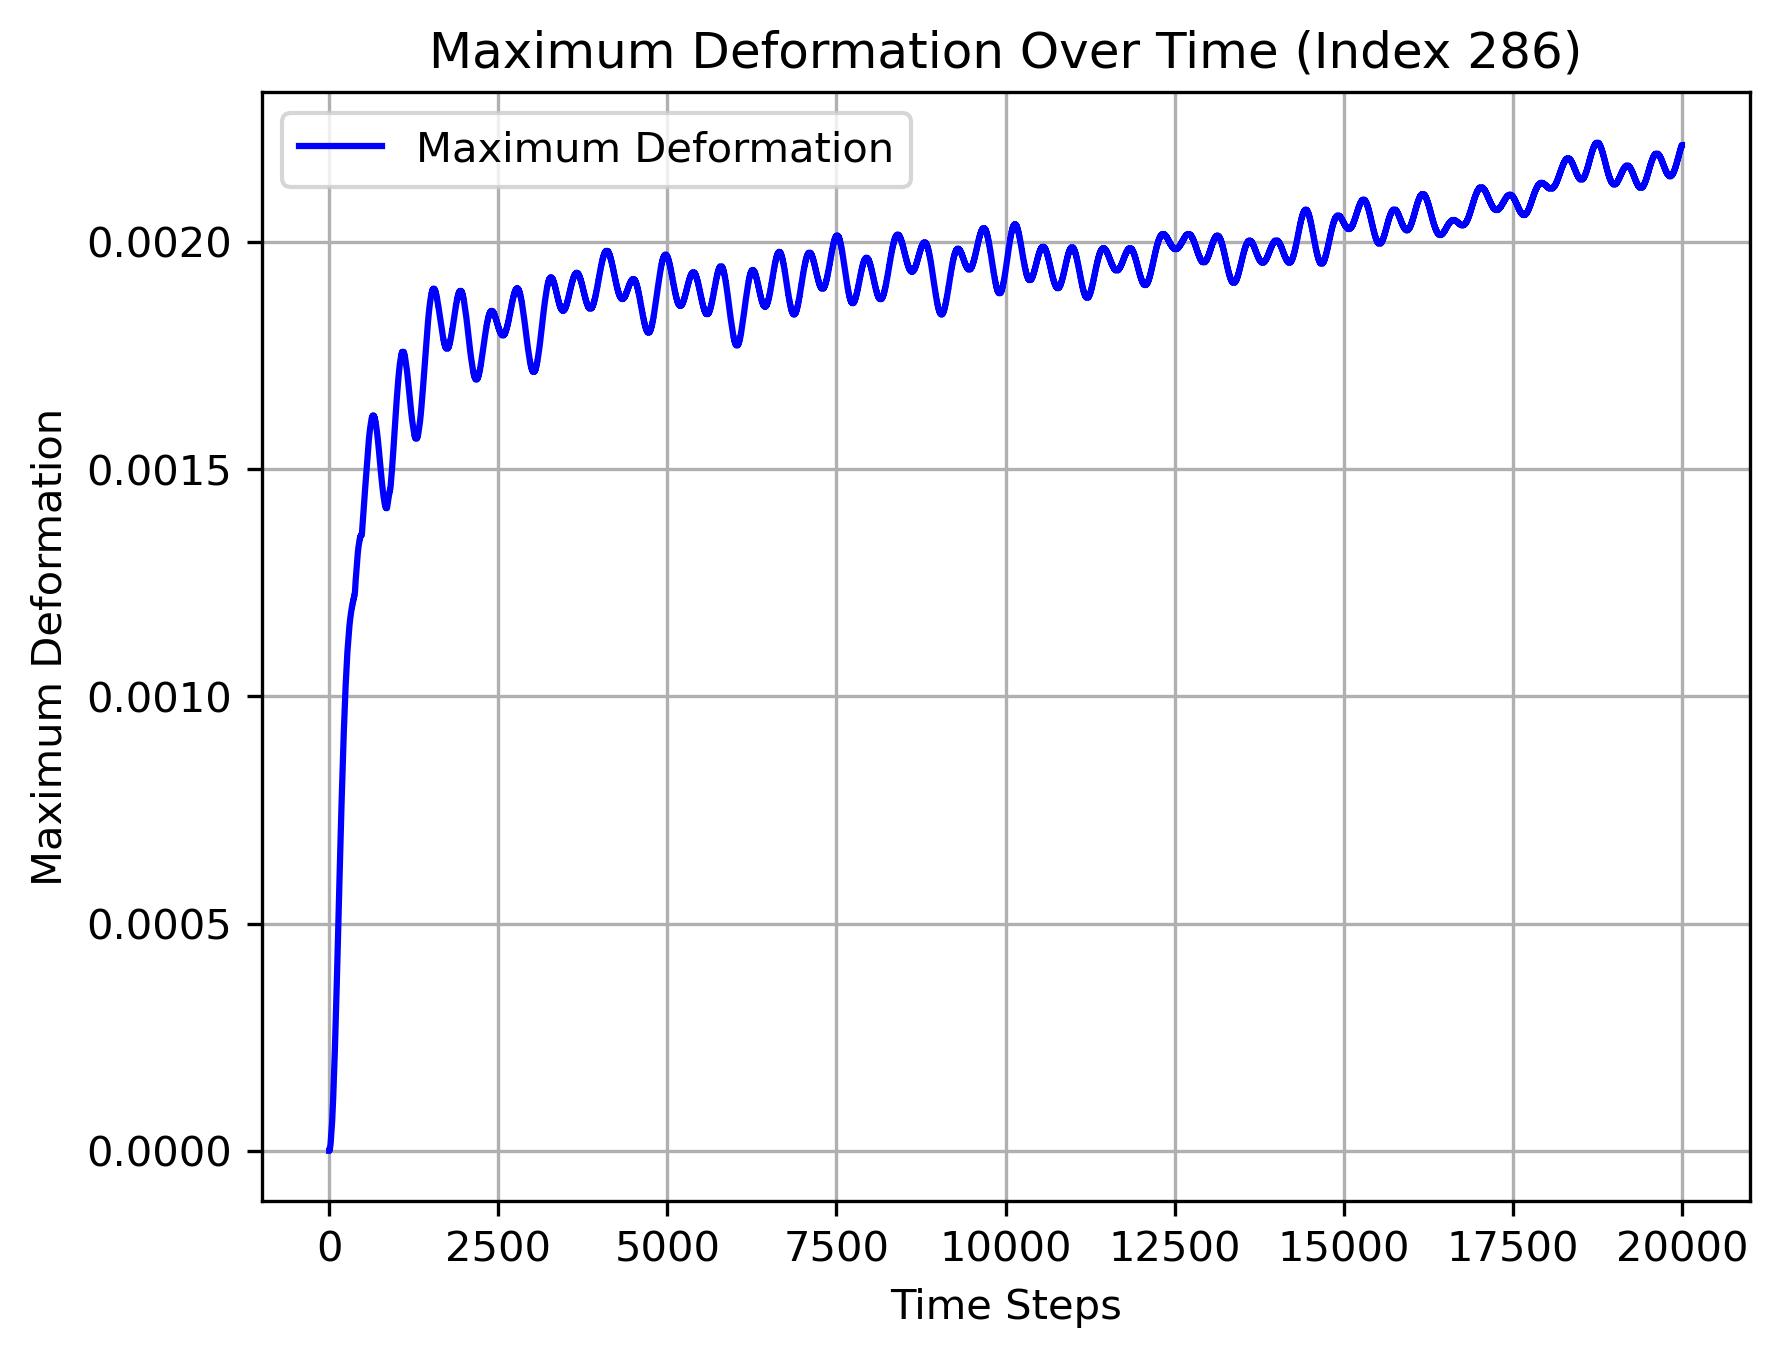 Maximum Deformation Over Time (Index 286)
Maximum Deformation
Maximum Deformation
0.0020
0.0015
0.0010
0.0005
0.0000
0 2500 5000 7500 10000 12500 15000 17500 20000
Time Steps